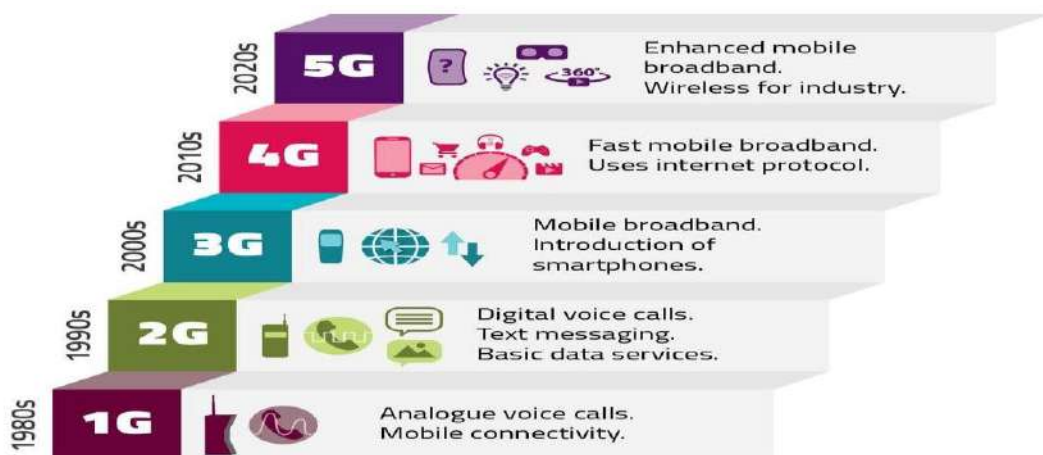 2020s
5G
?
360°
Enhanced mobile
broadband.
Wireless for industry.
2010s
4G
Fast mobile broadband.
Uses internet protocol.
2000s
3G
Mobile broadband.
Introduction of
smartphones.
1990s
2G
Digital voice calls.
Text messaging.
Basic data services.
1980s
1G
Analogue voice calls.
Mobile connectivity.